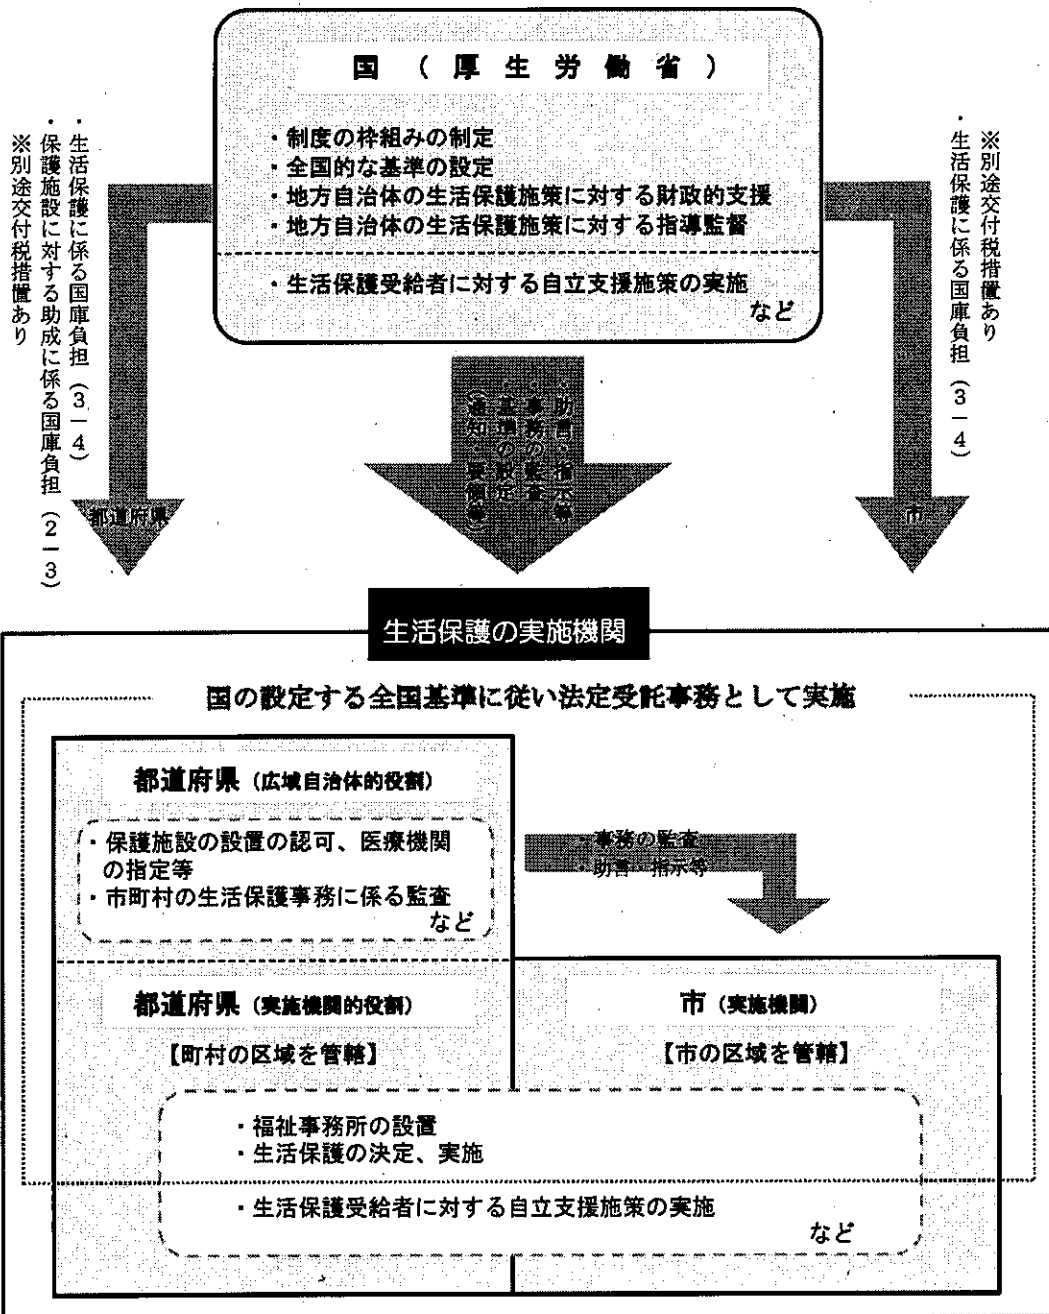 国（厚生労働省）
・制度の枠組みの制定
・全国的な基準の設定
・地方自治体の生活保護施策に対する財政的支援
・地方自治体の生活保護施策に対する指導監督
・生活保護受給者に対する自立支援施策の実施
など
・生活保護に係る国庫負担（3－4）
・保護施設に対する助成に係る国庫負担（2－3）
※別途交付税措置あり
都道府県
・助言・指示等
・事務の監査
・基準の設定
（通知・要領等）
※別途交付税措置あり
・生活保護に係る国庫負担（3－4）
市
生活保護の実施機関
国の設定する全国基準に従い法定受託事務として実施
都道府県（広域自治体的役割）
・保護施設の設置の認可、医療機関
の指定等
・市町村の生活保護事務に係る監査
など
・事務の監査
・助言・指示等
都道府県（実施機関的役割）
【町村の区域を管轄】
市（実施機関）
【市の区域を管轄】
・福祉事務所の設置
・生活保護の決定、実施
・生活保護受給者に対する自立支援施策の実施
など